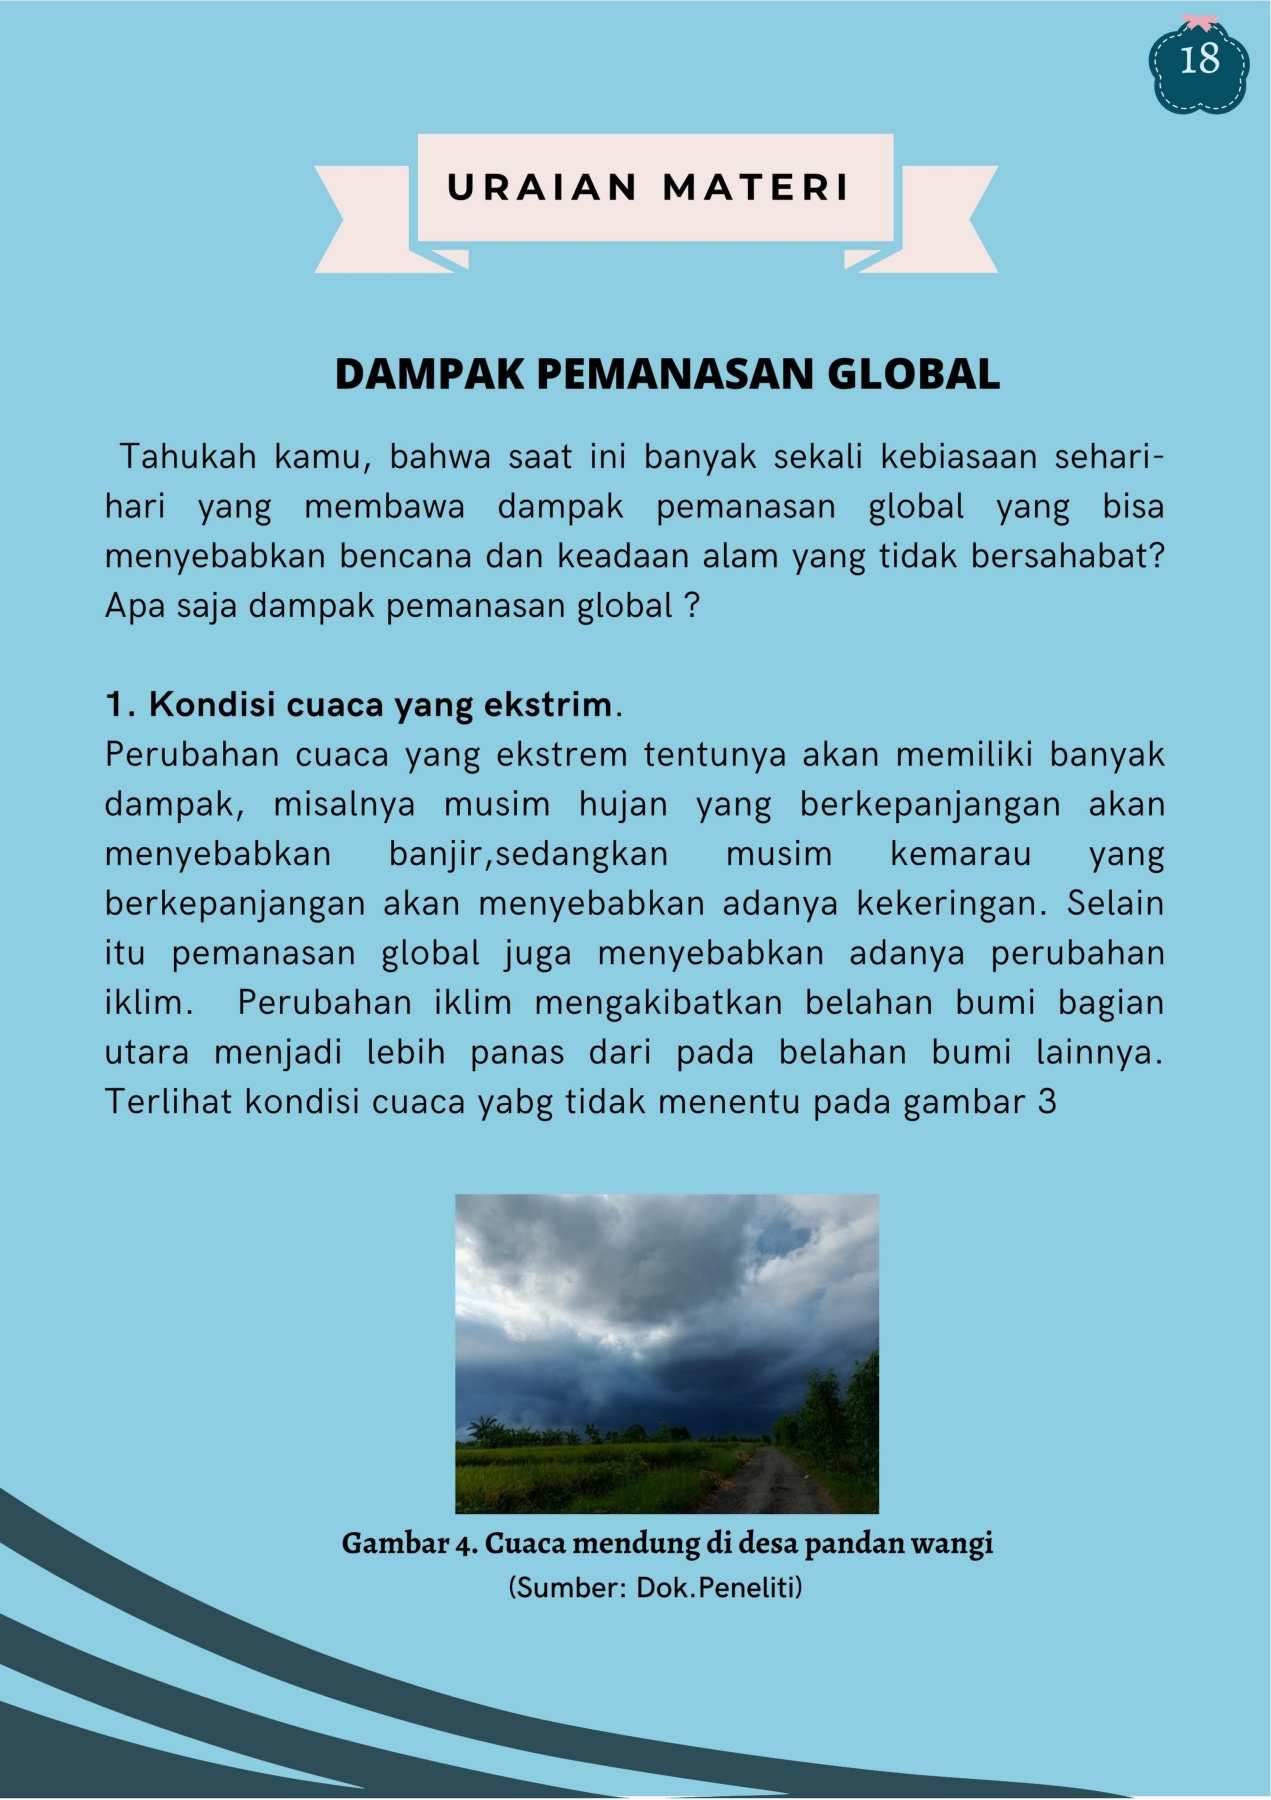 18
URAIAN MATERI
DAMPAK PEMANASAN GLOBAL
Tahukah kamu, bahwa saat ini banyak sekali kebiasaan sehari-
hari yang membawa dampak pemanasan global yang bisa
menyebabkan bencana dan keadaan alam yang tidak bersahabat?
Apa saja dampak pemanasan global ?
1. Kondisi cuaca yang ekstrim.
Perubahan cuaca yang ekstrem tentunya akan memiliki banyak
dampak, misalnya musim hujan yang berkepanjangan akan
menyebabkan banjir,sedangkan musim kemarau yang
berkepanjangan akan menyebabkan adanya kekeringan. Selain
itu pemanasan global juga menyebabkan adanya perubahan
iklim. Perubahan iklim mengakibatkan belahan bumi bagian
utara menjadi lebih panas dari pada belahan bumi lainnya.
Terlihat kondisi cuaca yabg tidak menentu pada gambar 3
Gambar 4. Cuaca mendung di desa pandan wangi
(Sumber: Dok.Peneliti)